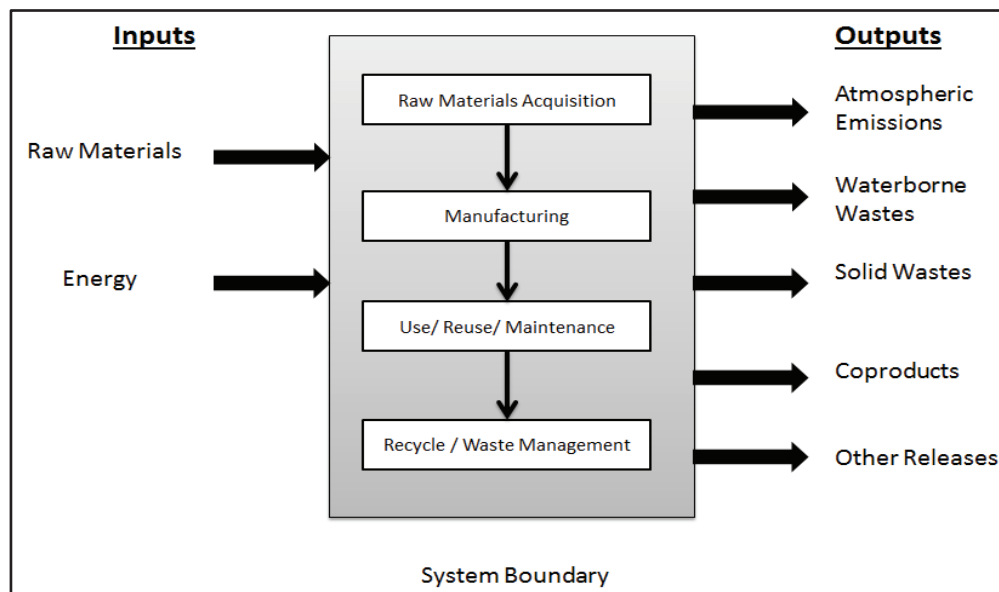 Inputs
Raw Materials
Energy
Raw Materials Acquisition
Manufacturing
Use/ Reuse/ Maintenance
Recycle / Waste Management
System Boundary
Outputs
Atmospheric
Emissions
Waterborne
Wastes
Solid Wastes
Coproducts
Other Releases